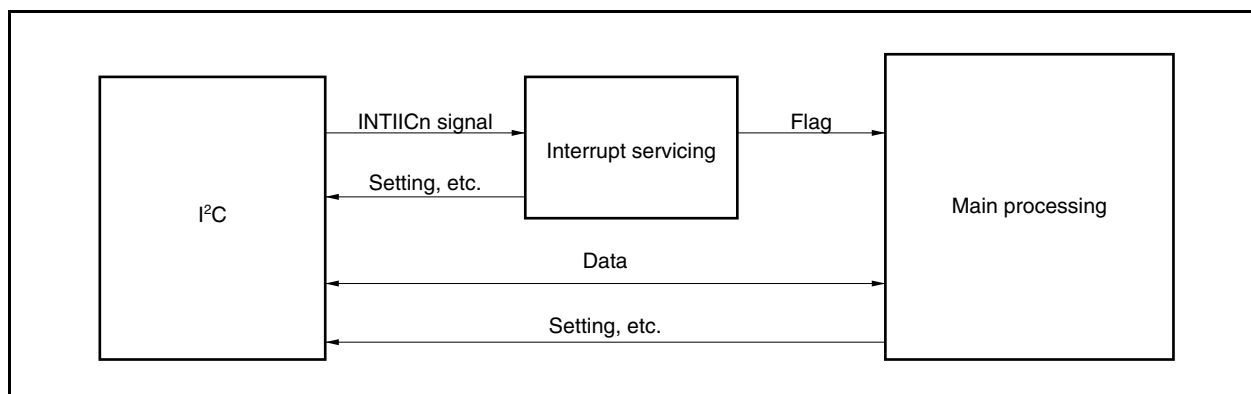 INTIICn signal
Flag
Interrupt servicing
Setting, etc.
I²C
Main processing
Data
Setting, etc.